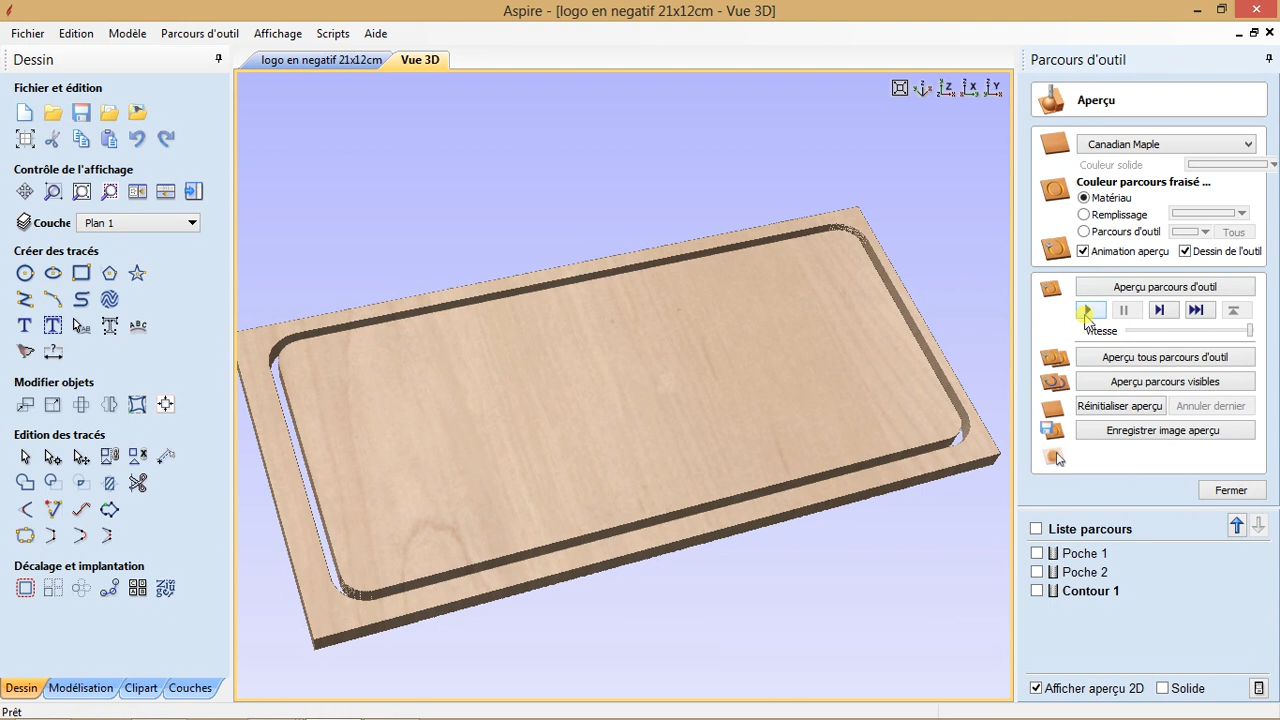 Aspire - [logo en negatif 21x12cm - Vue 3D]
Fichier Edition Modèle Parcours d'outil Affichage Scripts Aide
Dessin
logo en negatif 21x12cm Vue 3D
Parcours d'outil
Fichier et édition
Contrôle de l'affichage
Couche Plan 1
Créer des tracés
Modifier objets
Edition des tracés
Décalage et implantation
Dessin Modélisation Clipart Couches
Prêt
Z X Y
Aperçu
Canadian Maple
Couleur solide
Couleur parcours fraisé ...
Matériau
Remplissage
Parcours d'outil Tous
Animation aperçu Dessin de l'outil
Aperçu parcours d'outil
Vitesse
Aperçu tous parcours d'outil
Aperçu parcours visibles
Réinitialiser aperçu Annuler dernier
Enregistrer image aperçu
Fermer
Liste parcours
Poche 1
Poche 2
Contour 1
Afficher aperçu 2D Solide